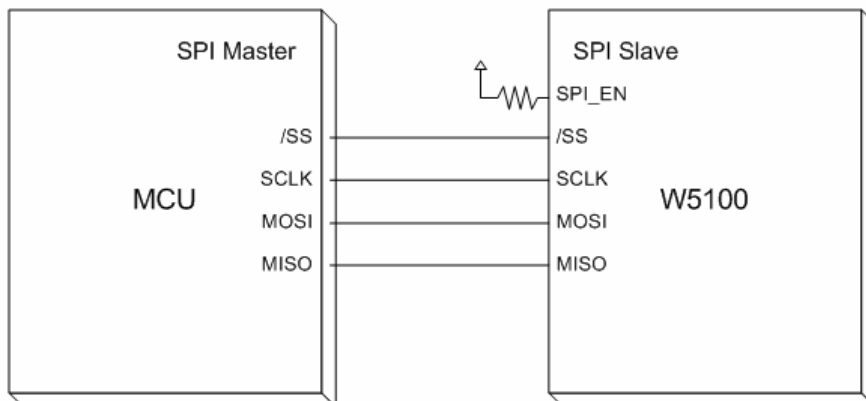 SPI Master
/SS
SCLK
MCU
MOSI
MISO
SPI Slave
SPI_EN
/SS
SCLK
W5100
MOSI
MISO